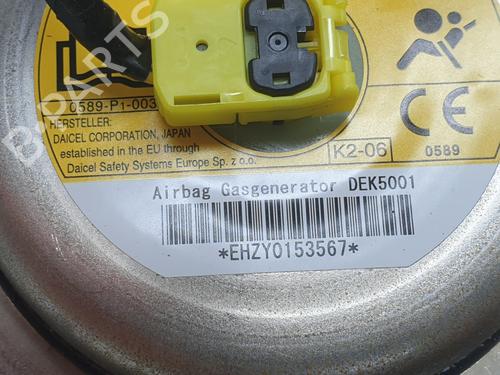 B-PARTS
0589-P1-003
HERSTELLER:
DAICEL CORPORATION, JAPAN
established in the EU through
Daicel Safety Systems Europe Sp. z o.o.
K2-06
CE
0589
Airbag Gasgenerator DEK5001
*EHZY0153567*